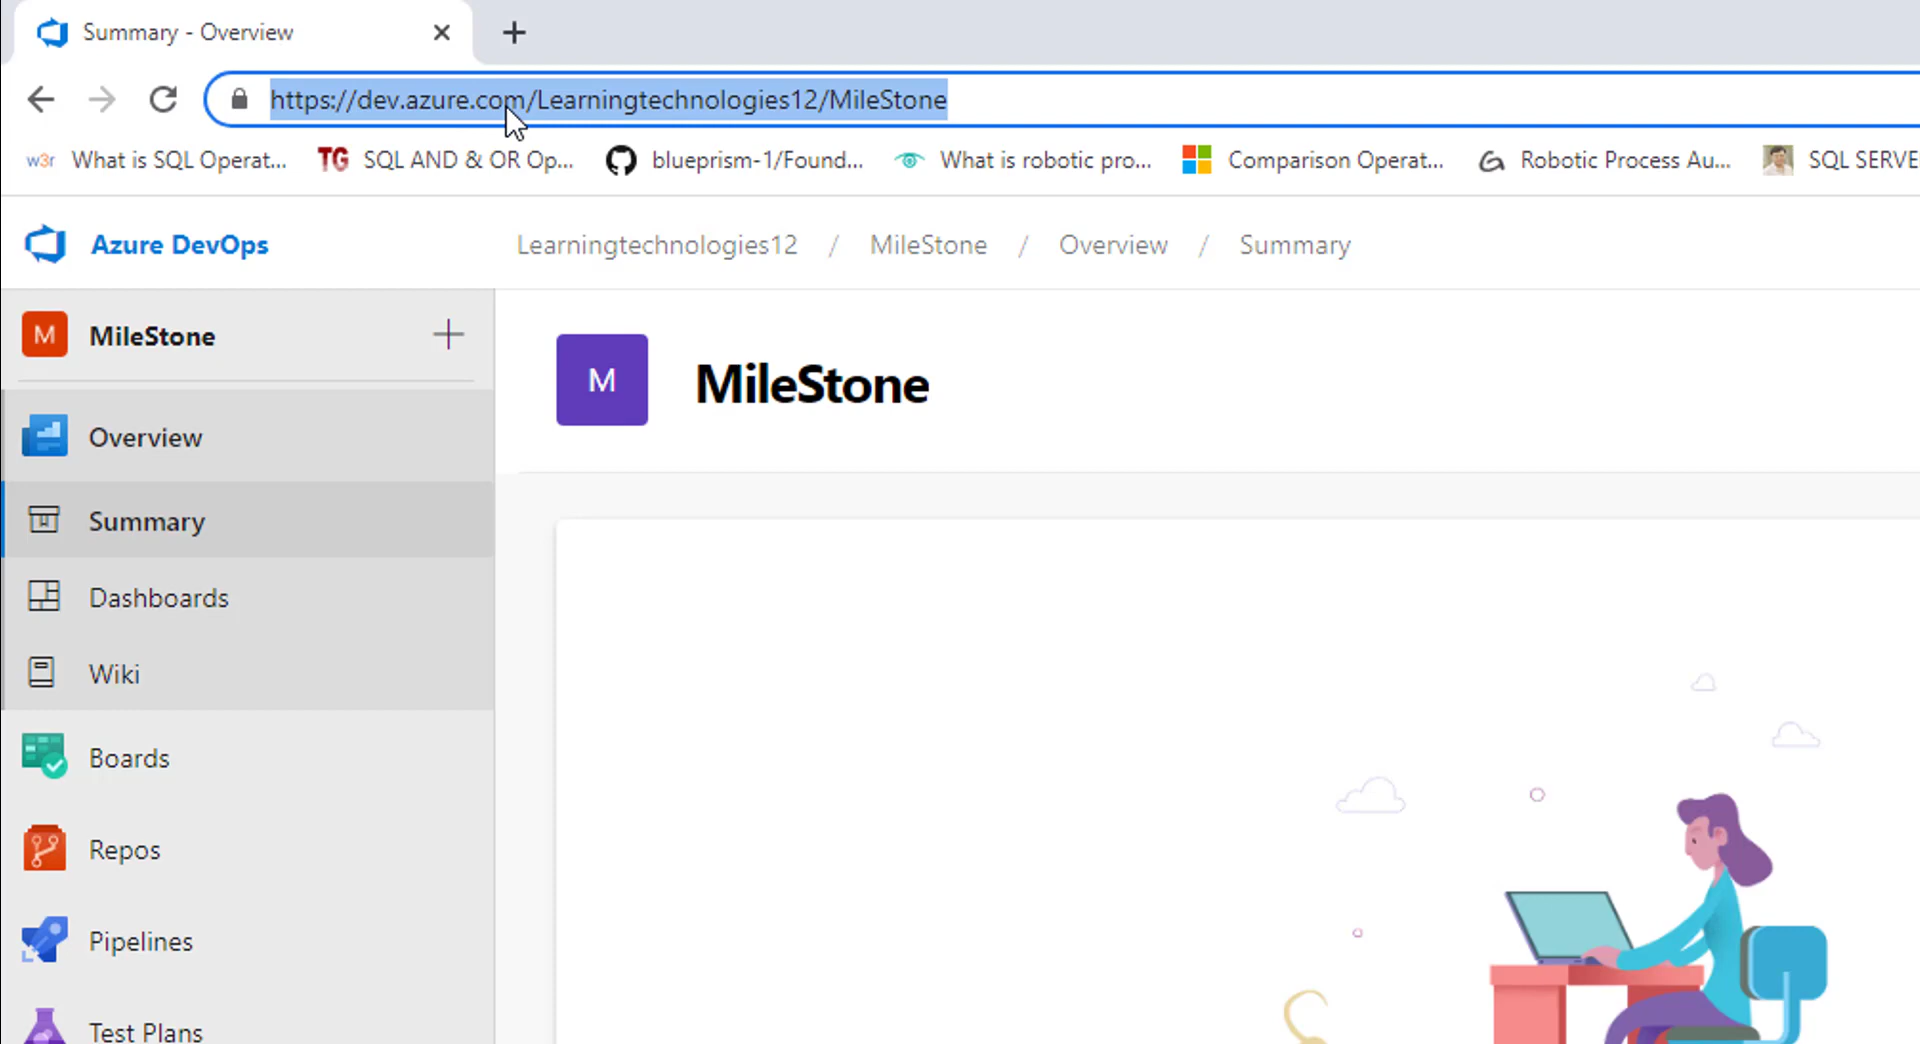 Summary - Overview
https://dev.azure.com/Learningtechnologies12/MileStone
w3r What is SQL Operat... TG SQL AND & OR Op... blueprism-1/Found... What is robotic pro... Comparison Operat... Robotic Process Au... SQL SERVE
Azure DevOps Learningtechnologies12 / MileStone / Overview / Summary
M MileStone
M MileStone
Overview
Summary
Dashboards
Wiki
Boards
Repos
Pipelines
Test Plans